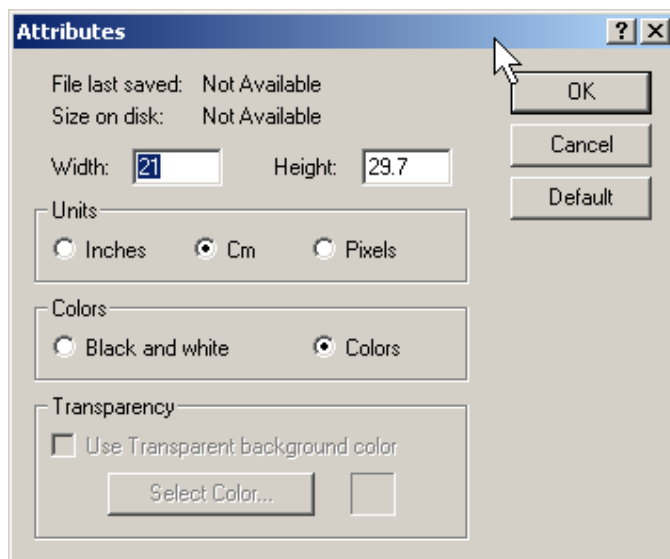 Attributes
File last saved: Not Available
Size on disk: Not Available
Width: 21 Height: 29.7
Units
Inches Cm Pixels
Colors
Black and white Colors
Transparency
Use Transparent background color
Select Color...
OK
Cancel
Default